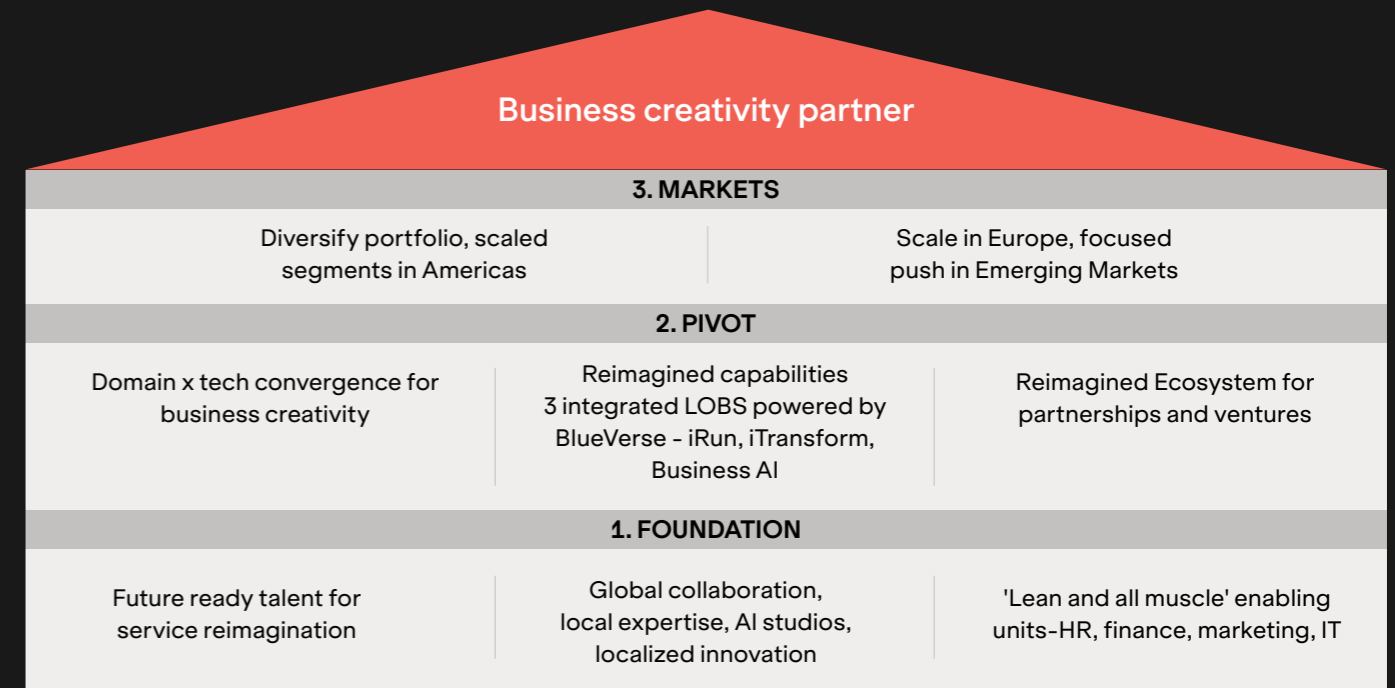 Business creativity partner
3. MARKETS
Diversify portfolio, scaled
segments in Americas
Scale in Europe, focused
push in Emerging Markets
2. PIVOT
Domain x tech convergence for
business creativity
Reimagined capabilities
3 integrated LOBS powered by
BlueVerse - iRun, iTransform,
Business AI
Reimagined Ecosystem for
partnerships and ventures
1. FOUNDATION
Future ready talent for
service reimagination
Global collaboration,
local expertise, AI studios,
localized innovation
'Lean and all muscle' enabling
units-HR, finance, marketing, IT